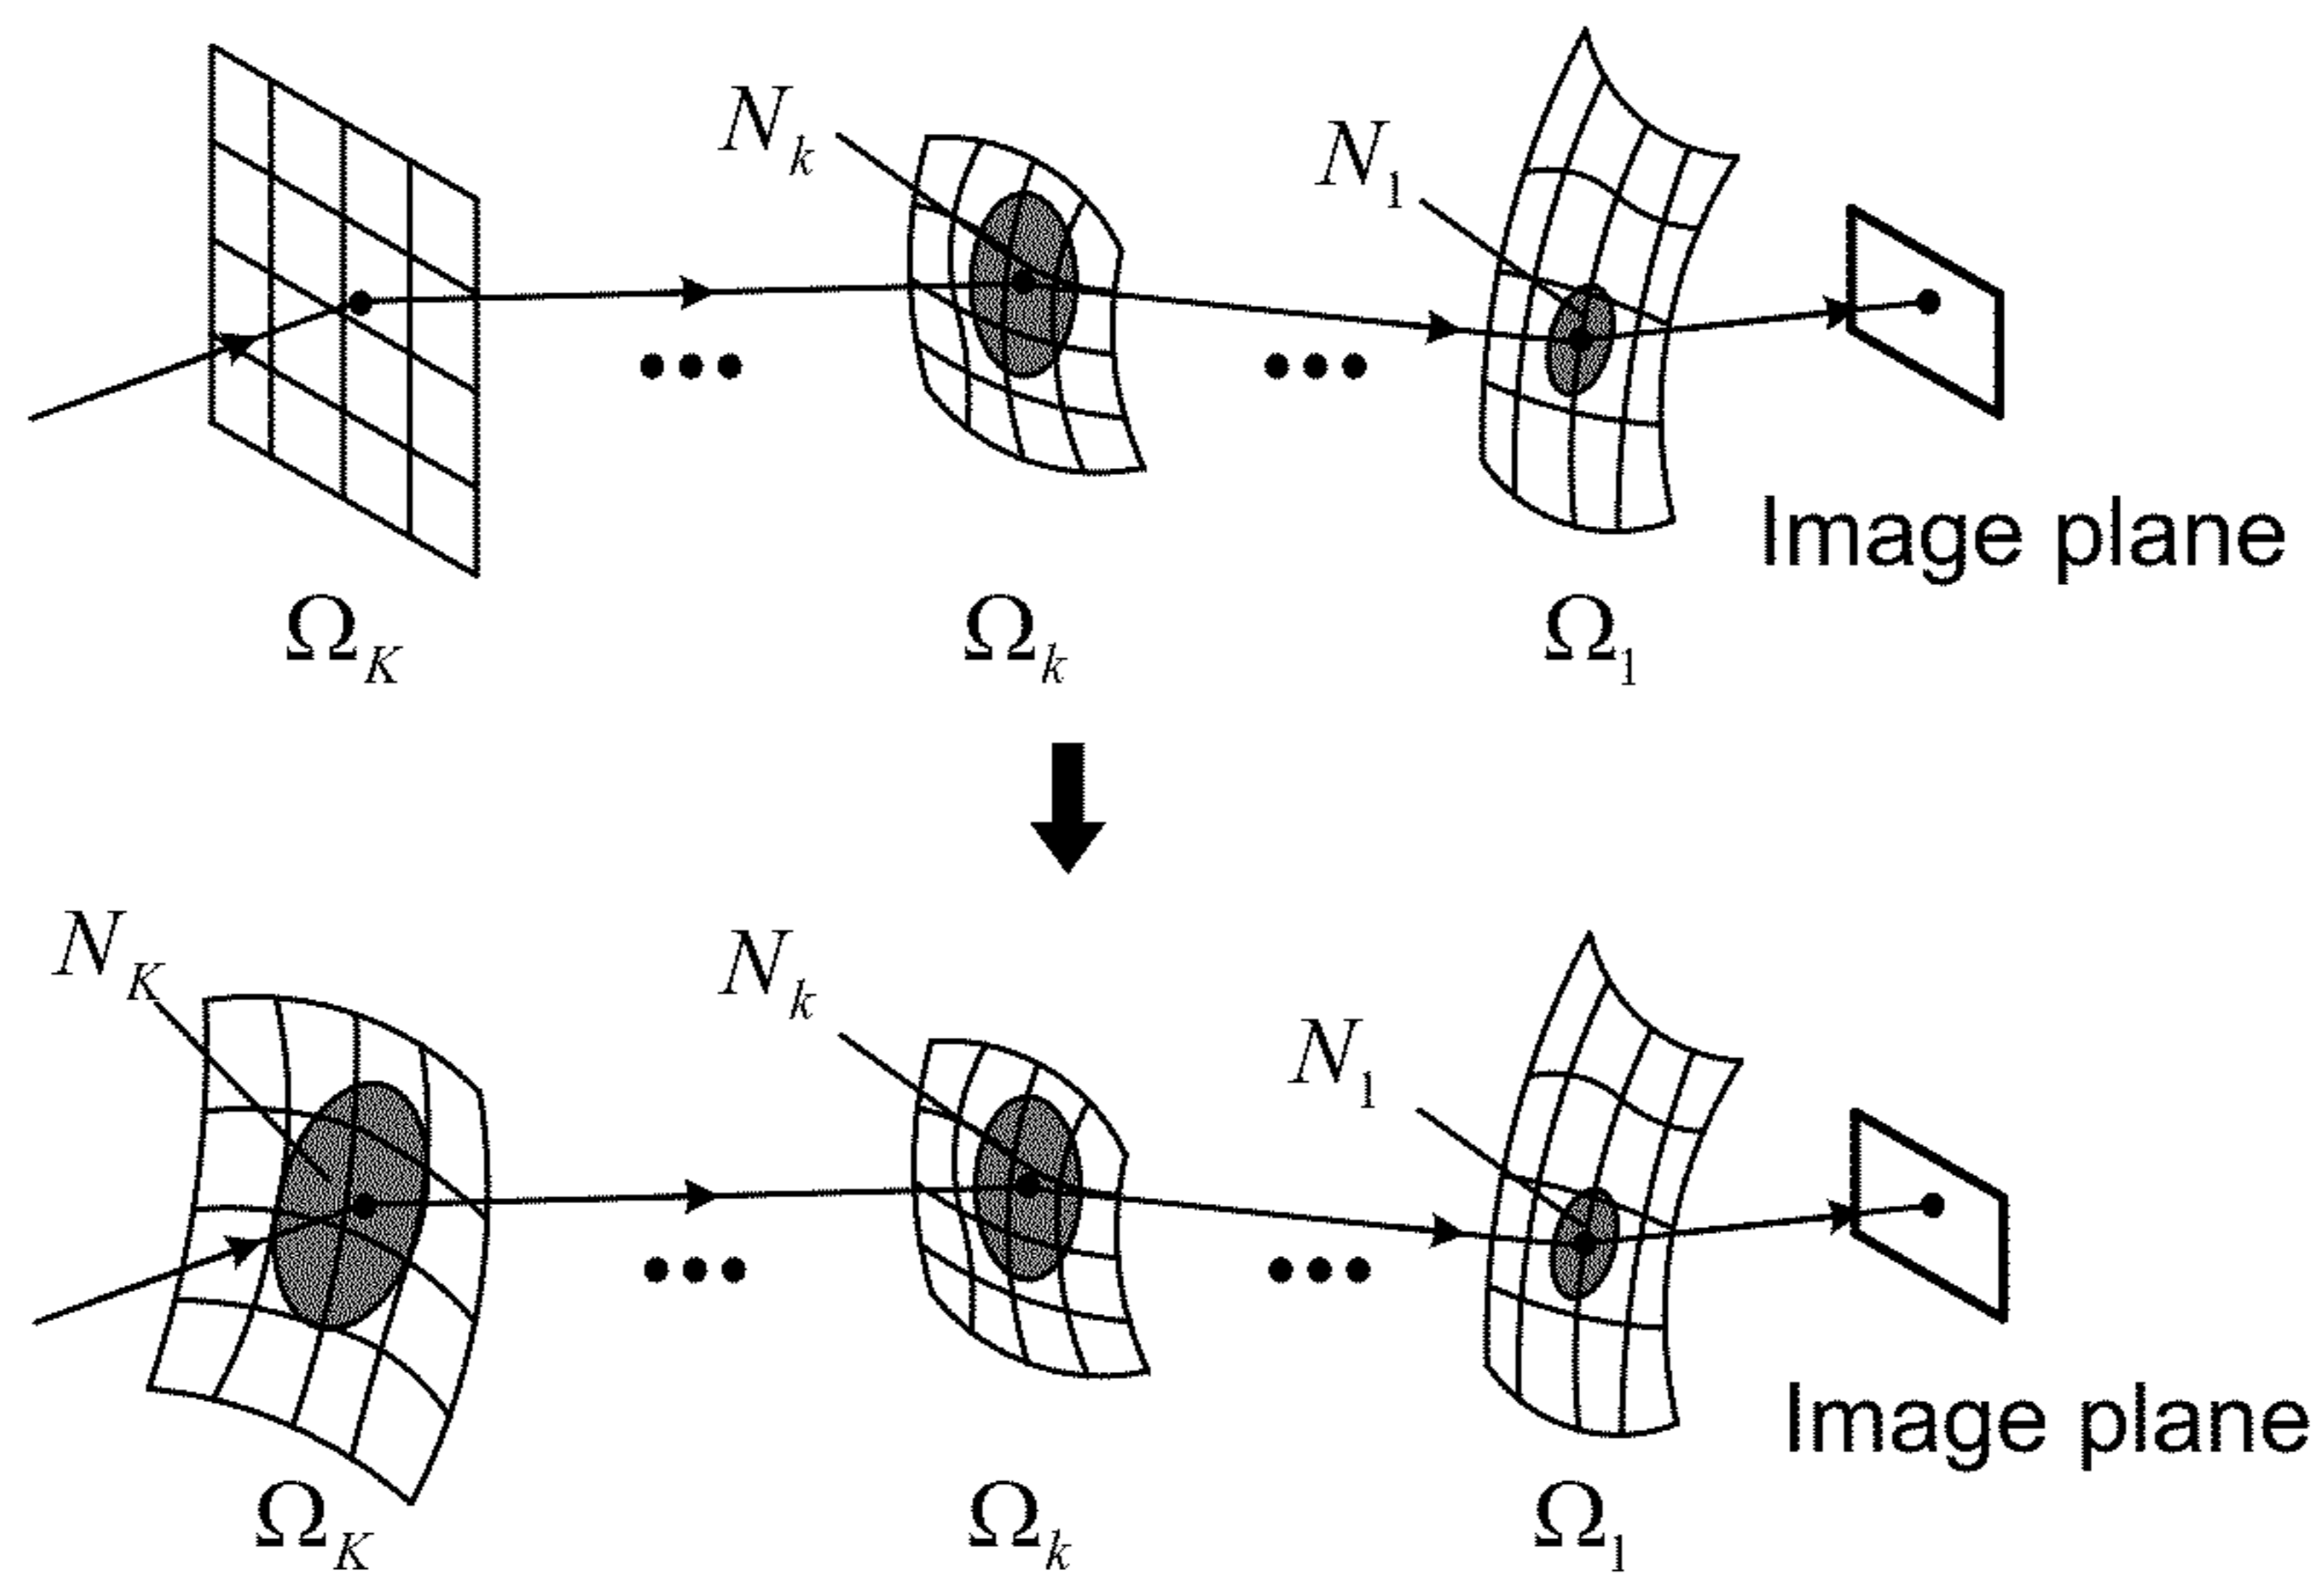 N_k
N_1
Image plane
Ω_K Ω_k Ω_1
N_K N_k
N_1
Image plane
Ω_K Ω_k Ω_1